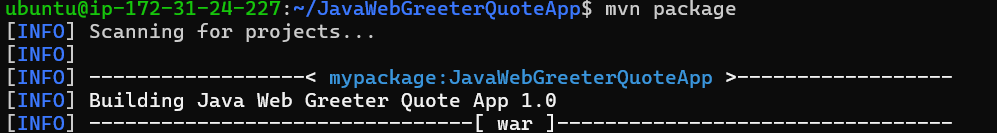 ubuntu@ip-172-31-24-227:~/JavaWebGreeterQuoteApp$ mvn package
[INFO] Scanning for projects...
[INFO]
[INFO] ------------------< mypackage:JavaWebGreeterQuoteApp >------------------
[INFO] Building Java Web Greeter Quote App 1.0
[INFO] --------------------------------[ war ]---------------------------------